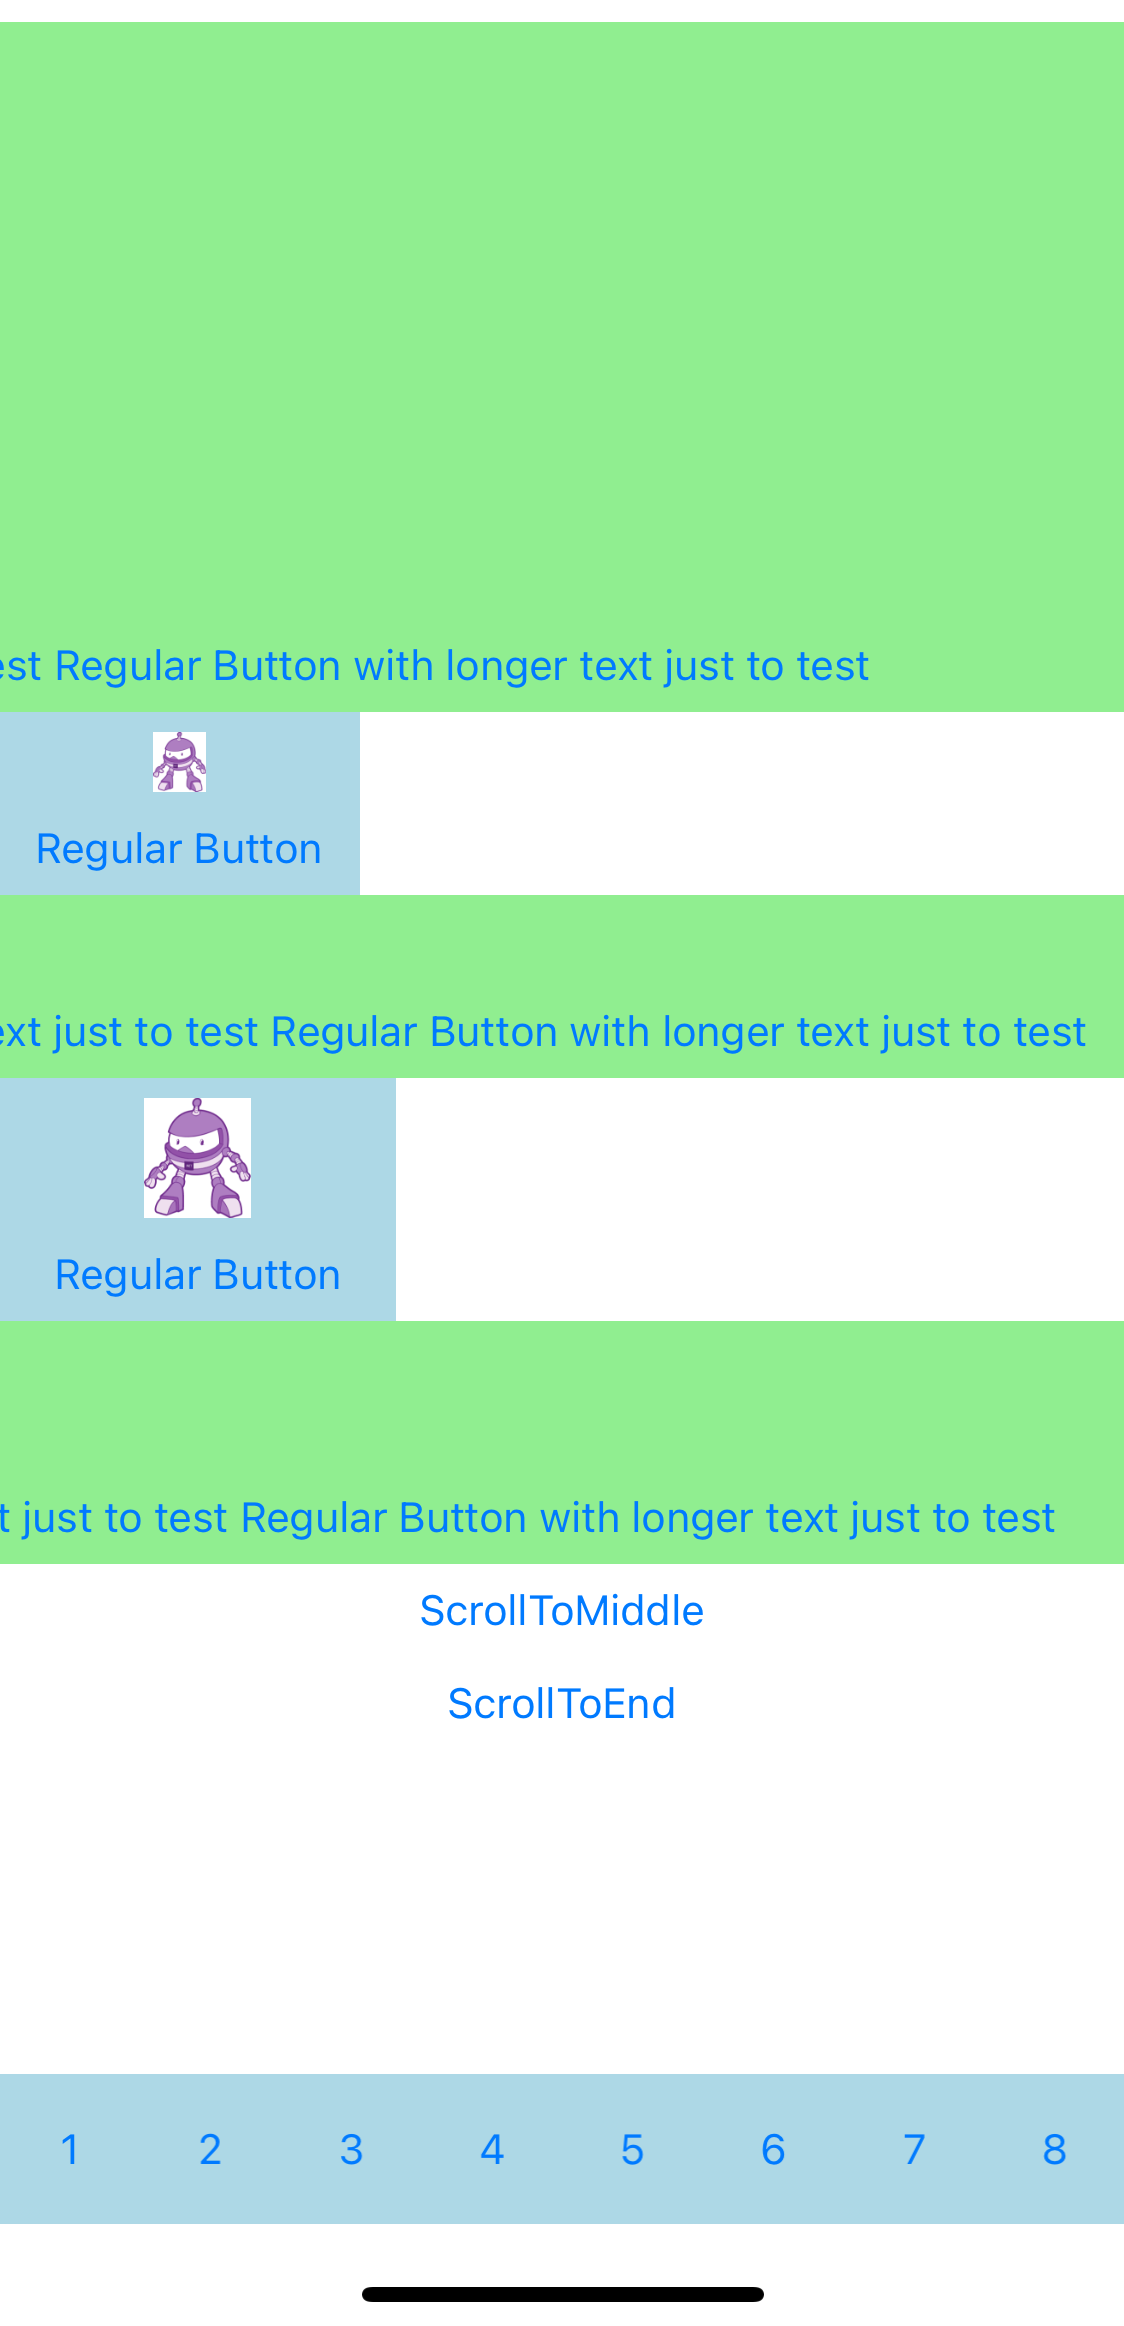 Regular Button with longer text just to test
Regular Button
just to test Regular Button with longer text just to test
Regular Button
just to test Regular Button with longer text just to test
ScrollToMiddle
ScrollToEnd
1 2 3 4 5 6 7 8